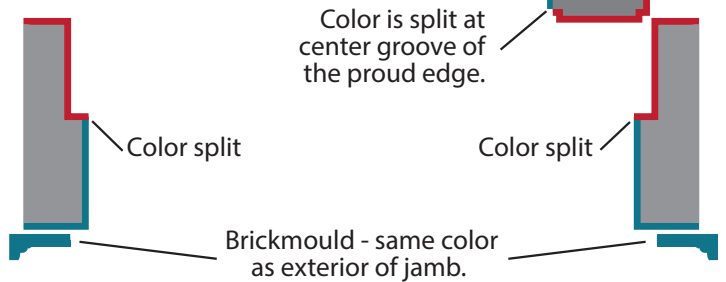 Color is split at
center groove of
the proud edge.
Color split
Color split
Brickmould - same color
as exterior of jamb.